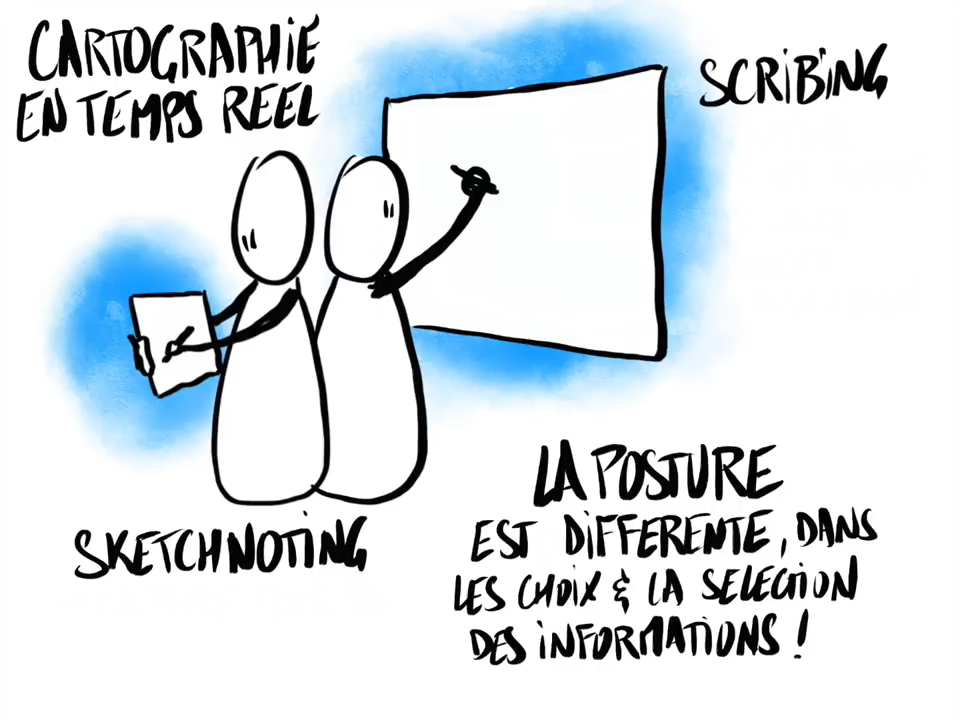 CARTOGRAPHIE
EN TEMPS REEL
SCRIBING
SKETCHNOTING
LA POSTURE
EST DIFFERENTE, DANS
LES CHOIX & LA SELECTION
DES INFORMATIONS !